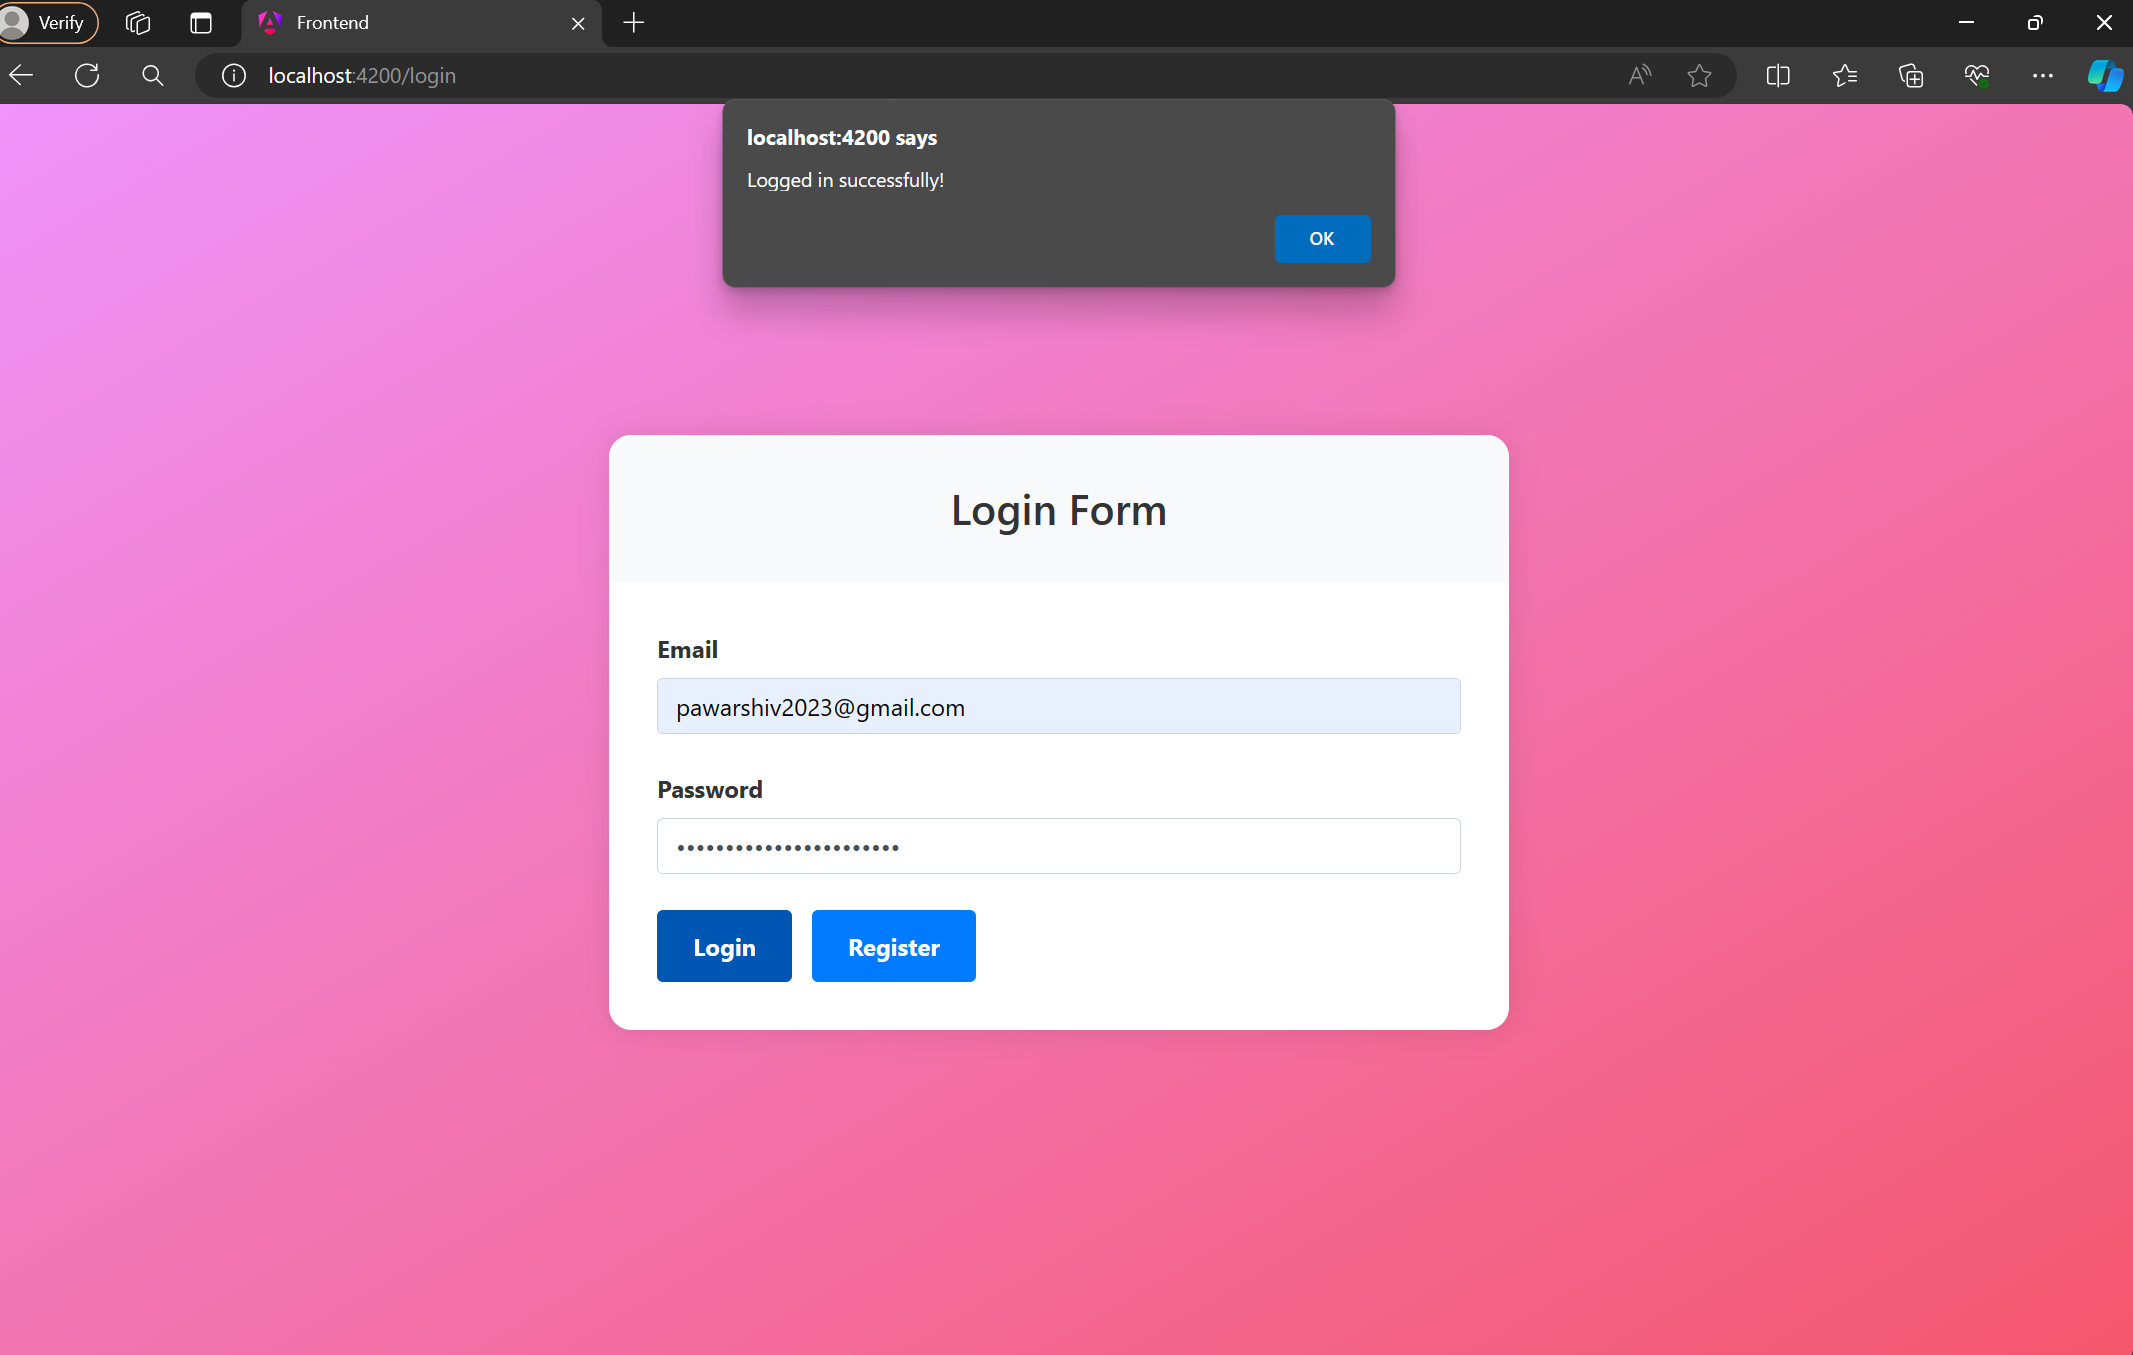 Verify
Frontend
localhost:4200/login
localhost:4200 says
Logged in successfully!
OK
Login Form
Email
pawarshiv2023@gmail.com
Password
•••••••••••••••••••••••
Login
Register